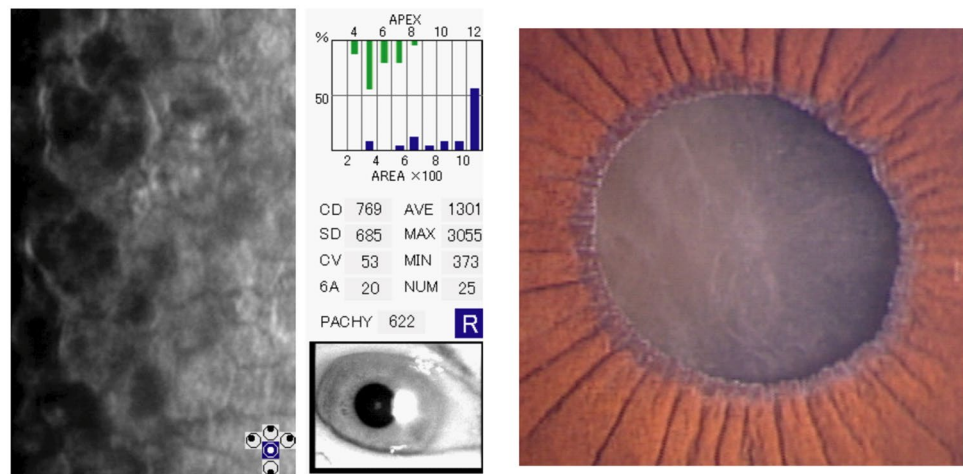 APEX
4 6 8 10 12
%
50
2 4 6 8 10
AREA ×100
CD 769 AVE 1301
SD 685 MAX 3055
CV 53 MIN 373
6A 20 NUM 25
PACHY 622 R